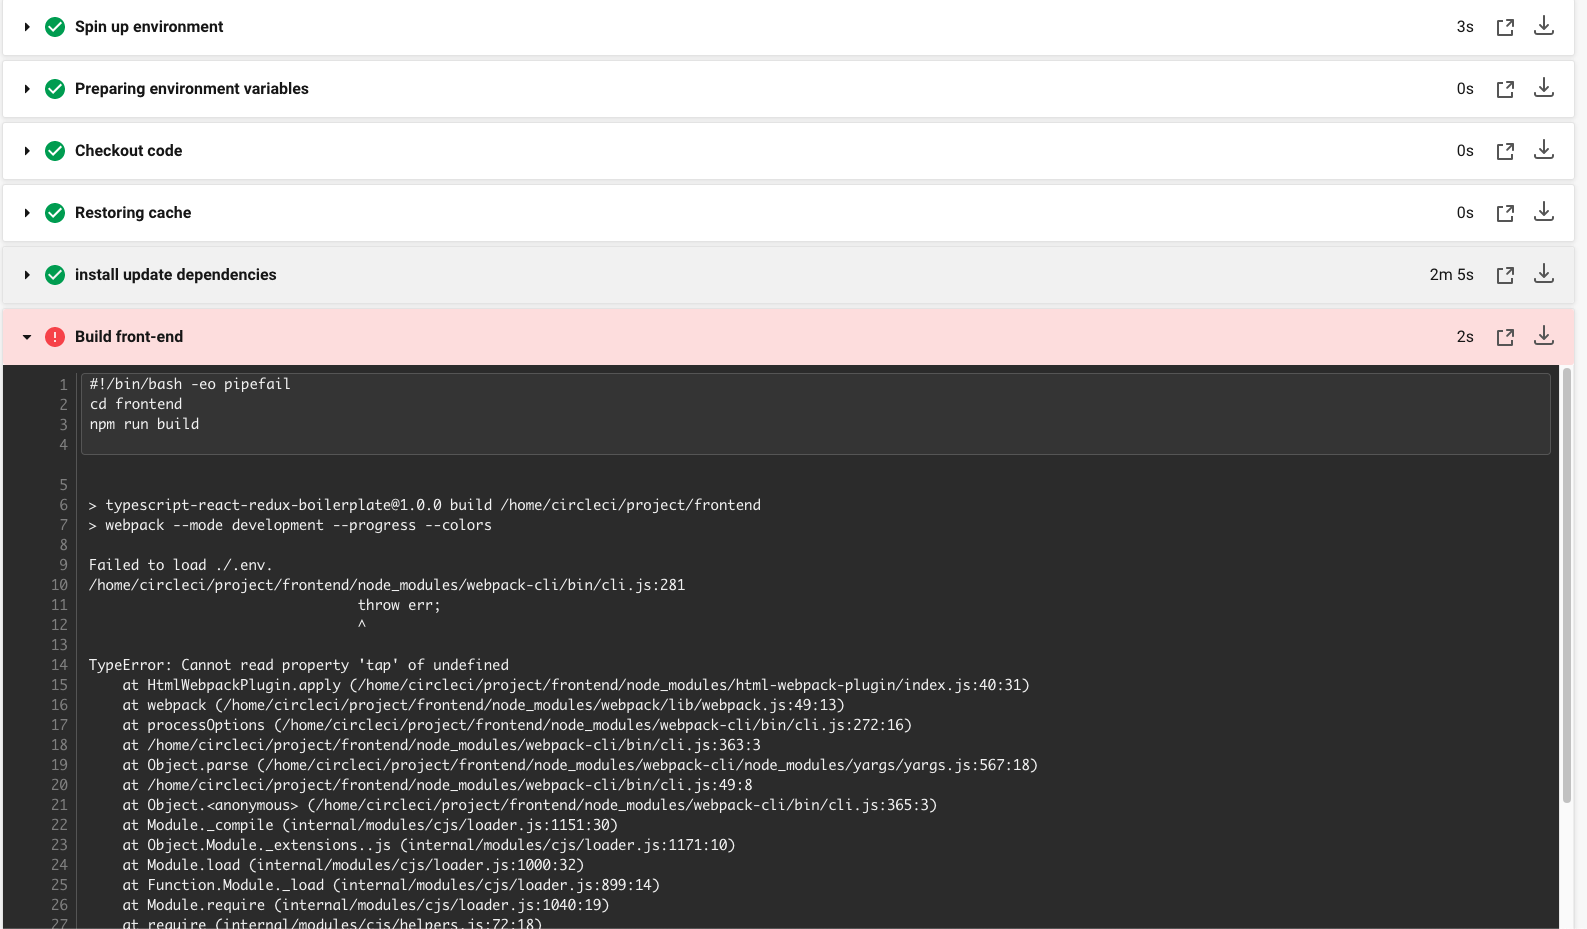 Spin up environment 3s
Preparing environment variables 0s
Checkout code 0s
Restoring cache 0s
install update dependencies 2m 5s
! Build front-end 2s
1 #!/bin/bash -eo pipefail
2 cd frontend
3 npm run build
4
5
6 > typescript-react-redux-boilerplate@1.0.0 build /home/circleci/project/frontend
7 > webpack --mode development --progress --colors
8
9 Failed to load ./.env.
10 /home/circleci/project/frontend/node_modules/webpack-cli/bin/cli.js:281
11 throw err;
12 ^
13
14 TypeError: Cannot read property 'tap' of undefined
15 at HtmlWebpackPlugin.apply (/home/circleci/project/frontend/node_modules/html-webpack-plugin/index.js:40:31)
16 at webpack (/home/circleci/project/frontend/node_modules/webpack/lib/webpack.js:49:13)
17 at processOptions (/home/circleci/project/frontend/node_modules/webpack-cli/bin/cli.js:272:16)
18 at /home/circleci/project/frontend/node_modules/webpack-cli/bin/cli.js:363:3
19 at Object.parse (/home/circleci/project/frontend/node_modules/webpack-cli/node_modules/yargs/yargs.js:567:18)
20 at /home/circleci/project/frontend/node_modules/webpack-cli/bin/cli.js:49:8
21 at Object.<anonymous> (/home/circleci/project/frontend/node_modules/webpack-cli/bin/cli.js:365:3)
22 at Module._compile (internal/modules/cjs/loader.js:1151:30)
23 at Object.Module._extensions..js (internal/modules/cjs/loader.js:1171:10)
24 at Module.load (internal/modules/cjs/loader.js:1000:32)
25 at Function.Module._load (internal/modules/cjs/loader.js:899:14)
26 at Module.require (internal/modules/cjs/loader.js:1040:19)
27 at require (internal/modules/cjs/helpers.js:72:18)